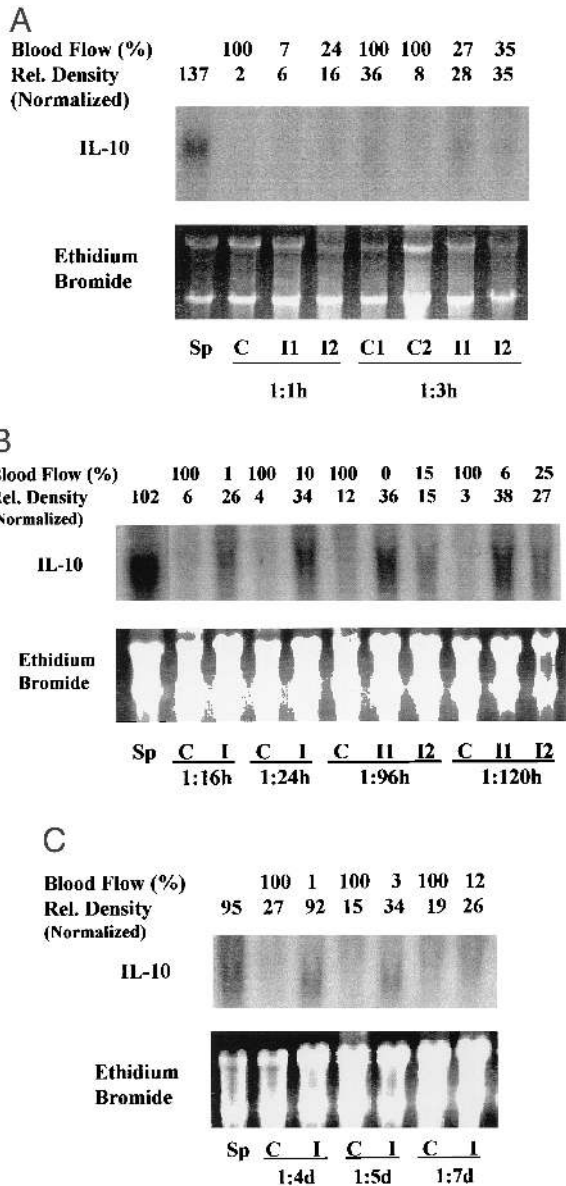 A
Blood Flow (%) 100 7 24 100 100 27 35
Rel. Density 137 2 6 16 36 8 28 35
(Normalized)
IL-10
Ethidium
Bromide
Sp C I1 I2 C1 C2 I1 I2
1:1h 1:3h
B
Blood Flow (%) 100 1 100 10 100 0 15 100 6 25
Rel. Density 102 6 26 4 34 12 36 15 3 38 27
(Normalized)
IL-10
Ethidium
Bromide
Sp C I C I C I1 I2 C I1 I2
1:16h 1:24h 1:96h 1:120h
C
Blood Flow (%) 100 1 100 3 100 12
Rel. Density 95 27 92 15 34 19 26
(Normalized)
IL-10
Ethidium
Bromide
Sp C I C I C I
1:4d 1:5d 1:7d